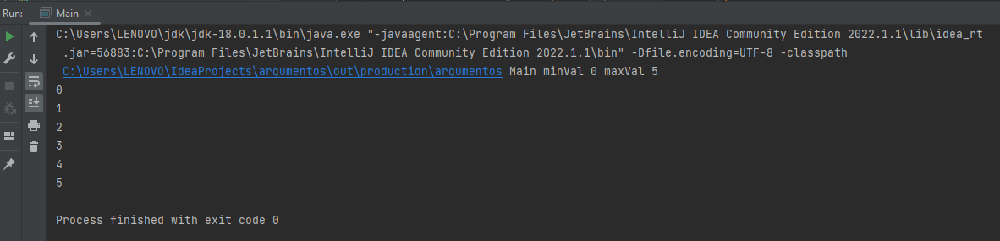 Run: Main
C:\Users\LENOVO\jdk\jdk-18.0.1.1\bin\java.exe "-javaagent:C:\Program Files\JetBrains\IntelliJ IDEA Community Edition 2022.1.1\lib\idea_rt
.jar=56883:C:\Program Files\JetBrains\IntelliJ IDEA Community Edition 2022.1.1\bin" -Dfile.encoding=UTF-8 -classpath
C:\Users\LENOVO\IdeaProjects\argumentos\out\production\argumentos Main minVal 0 maxVal 5
0
1
2
3
4
5
Process finished with exit code 0